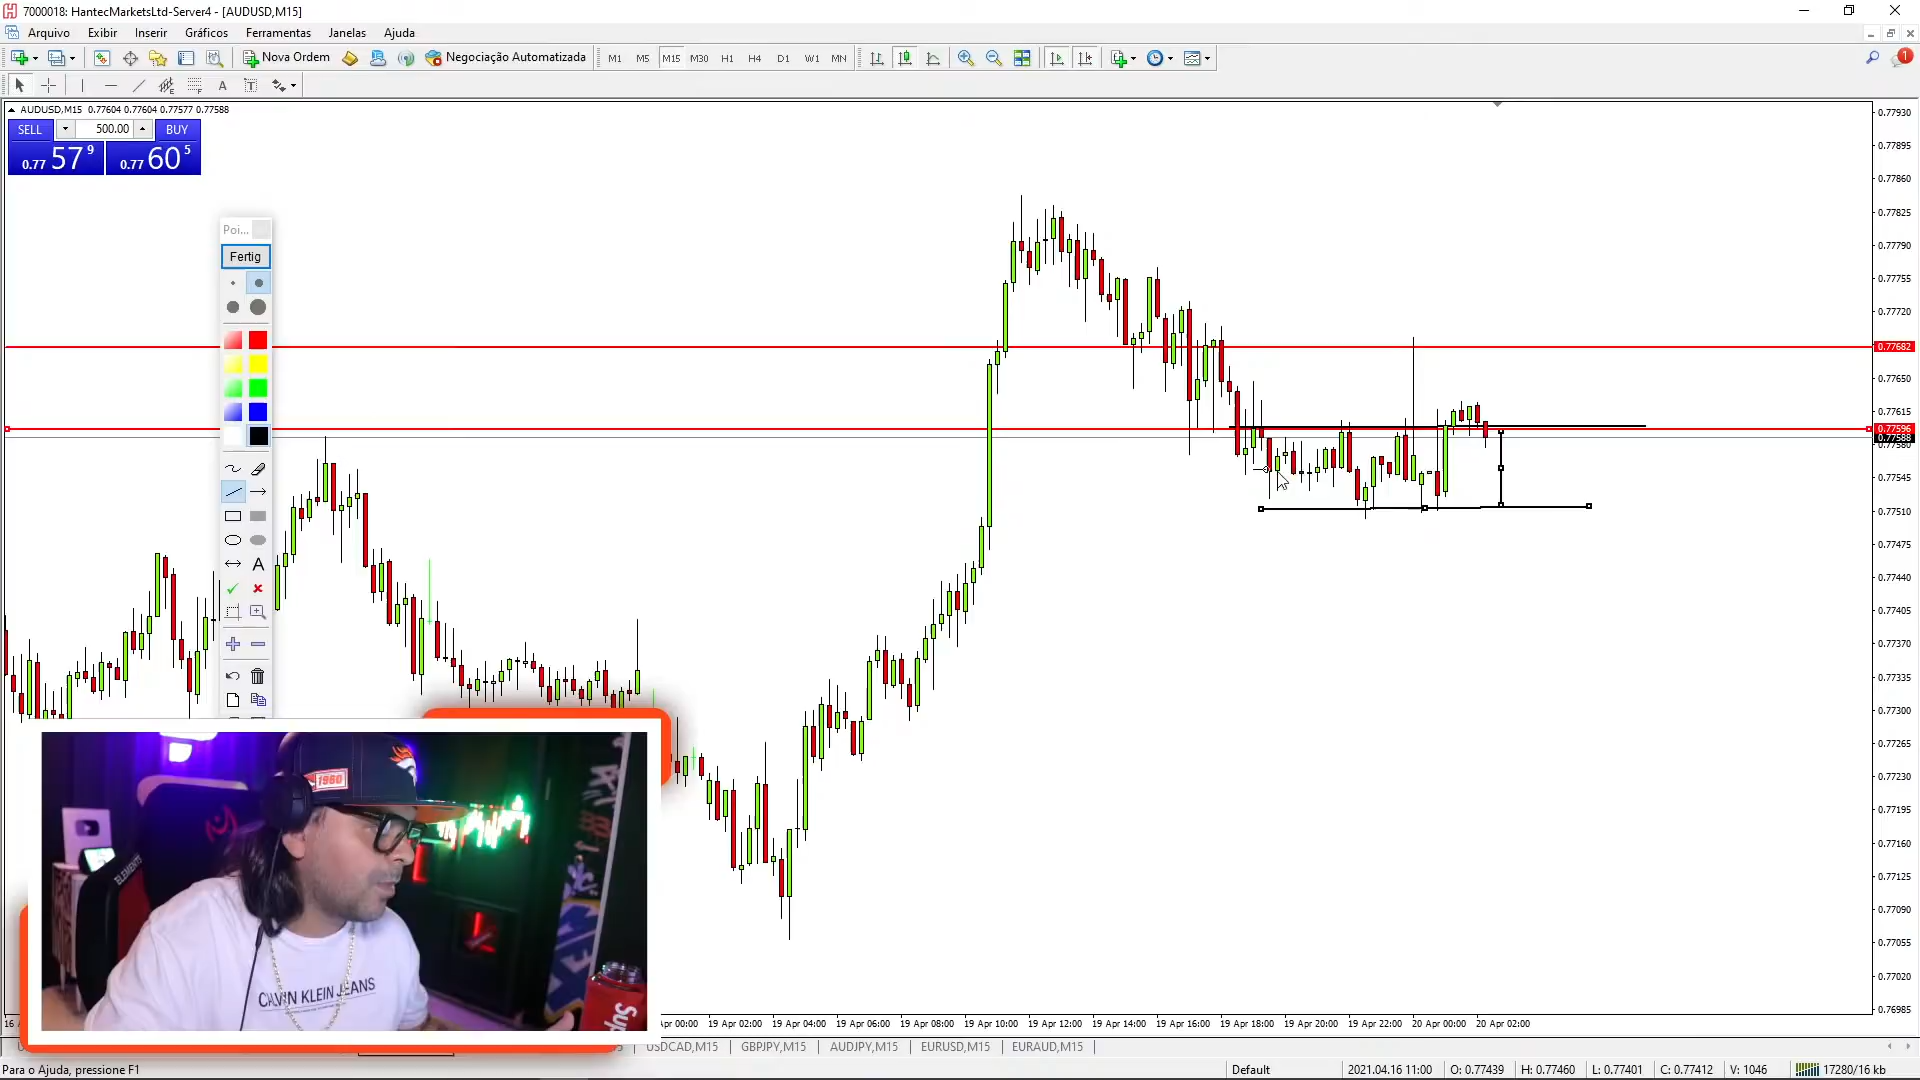 7000018: HantecMarketsLtd-Server4 - [AUDUSD,M15]
Arquivo Exibir Inserir Gráficos Ferramentas Janelas Ajuda
Nova Ordem Negociação Automatizada M1 M5 M15 M30 H1 H4 D1 W1 MN
1
A T
AUDUSD,M15 0.77604 0.77604 0.77577 0.77588
SELL 500.00 BUY
0.77 57 9 0.77 60 5
Poi...
Fertig
A
0.77930
0.77895
0.77860
0.77825
0.77790
0.77755
0.77720
0.77682
0.77650
0.77615
0.77596
0.77588
0.77580
0.77545
0.77511
0.77475
0.77440
0.77405
0.77370
0.77335
0.77300
0.77265
0.77230
0.77195
0.77160
0.77125
0.77090
0.77055
0.77020
0.76985
1960
ELEMENTS
CALVIN KLEIN JEANS
Sup
16 pr 00:00 19 Apr 02:00 19 Apr 04:00 19 Apr 06:00 19 Apr 08:00 19 Apr 10:00 19 Apr 12:00 19 Apr 14:00 19 Apr 16:00 19 Apr 18:00 19 Apr 20:00 19 Apr 22:00 20 Apr 00:00 20 Apr 02:00
USDCAD,M15 GBPJPY,M15 AUDJPY,M15 EURUSD,M15 EURAUD,M15
Para o Ajuda, pressione F1 Default 2021.04.16 11:00 O: 0.77439 H: 0.77460 L: 0.77401 C: 0.77412 V: 1046 17280/16 kb